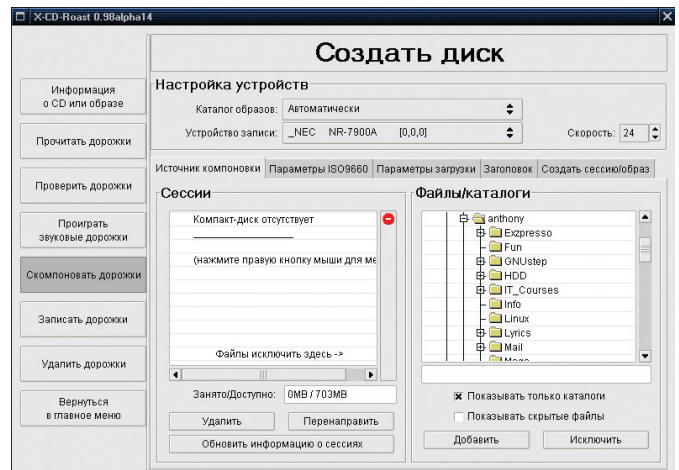 X-CD-Roast 0.98alpha14
Создать диск
Информация
о CD или образе
Прочитать дорожки
Проверить дорожки
Проиграть
звуковые дорожки
Скомпоновать дорожки
Записать дорожки
Удалить дорожки
Вернуться
в главное меню
Настройка устройств
Каталог образов: Автоматически
Устройство записи: _NEC NR-7900A [0,0,0] Скорость: 24
Источник компоновки Параметры ISO9660 Параметры загрузки Заголовок Создать сессию/образ
Сессии
Компакт-диск отсутствует
(нажмите правую кнопку мыши для ме
Файлы исключить здесь ->
Занято/Доступно: 0MB / 703MB
Удалить Перенаправить
Обновить информацию о сессиях
Файлы/каталоги
anthony
Exzpresso
Fun
GNUstep
HDD
IT_Courses
Info
Linux
Lyrics
Mail
Показывать только каталоги
Показывать скрытые файлы
Добавить Исключить